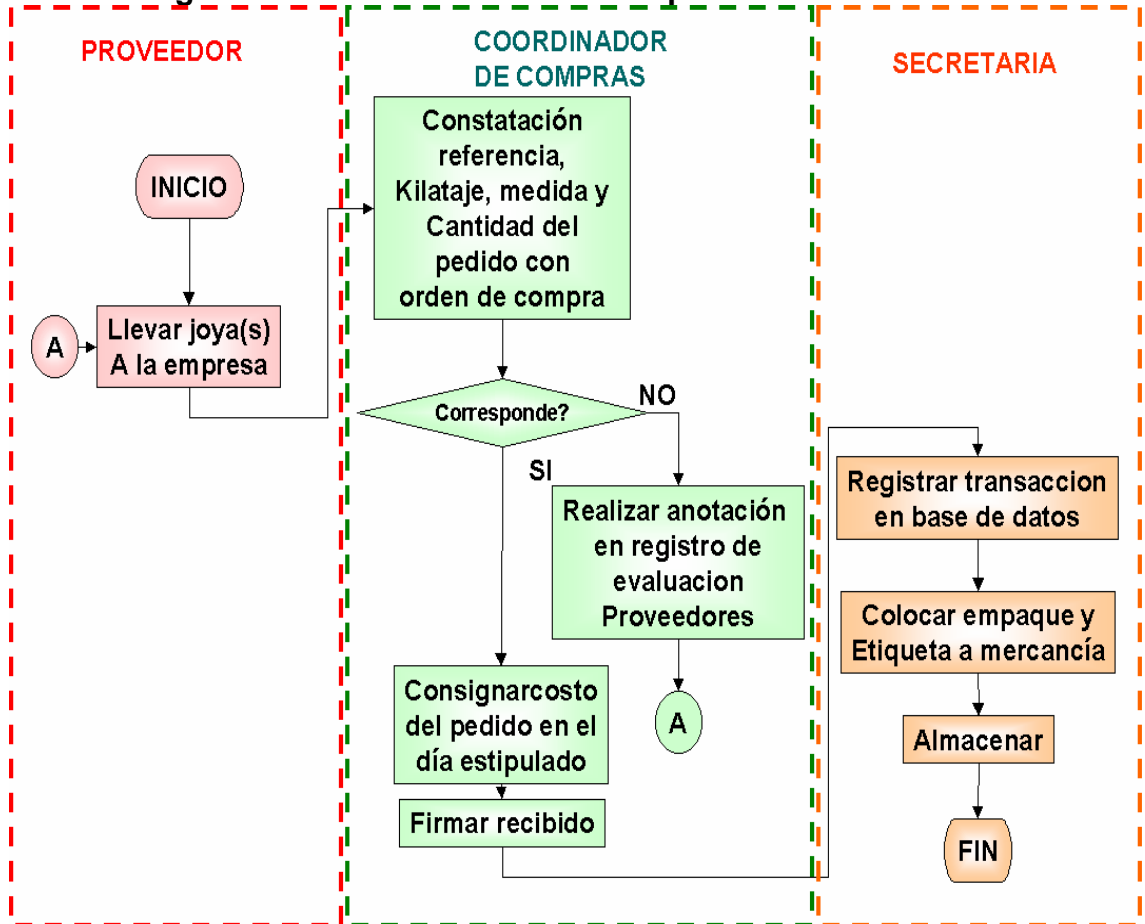 PROVEEDOR
INICIO
A
Llevar joya(s)
A la empresa
COORDINADOR
DE COMPRAS
Constatación
referencia,
Kilataje, medida y
Cantidad del
pedido con
orden de compra
Corresponde?
NO
SI
Realizar anotación
en registro de
evaluacion
Proveedores
A
Consignarcosto
del pedido en el
día estipulado
Firmar recibido
SECRETARIA
Registrar transaccion
en base de datos
Colocar empaque y
Etiqueta a mercancía
Almacenar
FIN